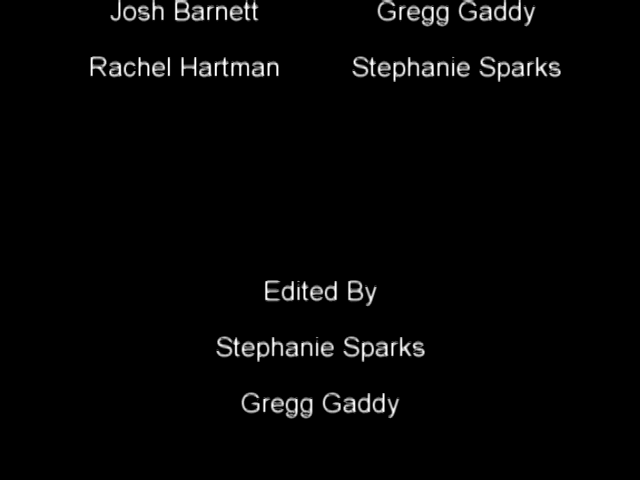 Josh Barnett Gregg Gaddy
Rachel Hartman Stephanie Sparks
Edited By
Stephanie Sparks
Gregg Gaddy